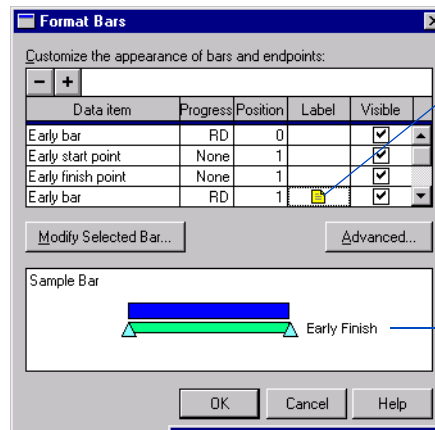 Format Bars
Customize the appearance of bars and endpoints:
Data item Progress Position Label Visible
Early bar RD 0
Early start point None 1
Early finish point None 1
Early bar RD 1
Modify Selected Bar... Advanced...
Sample Bar
Early Finish
OK Cancel Help